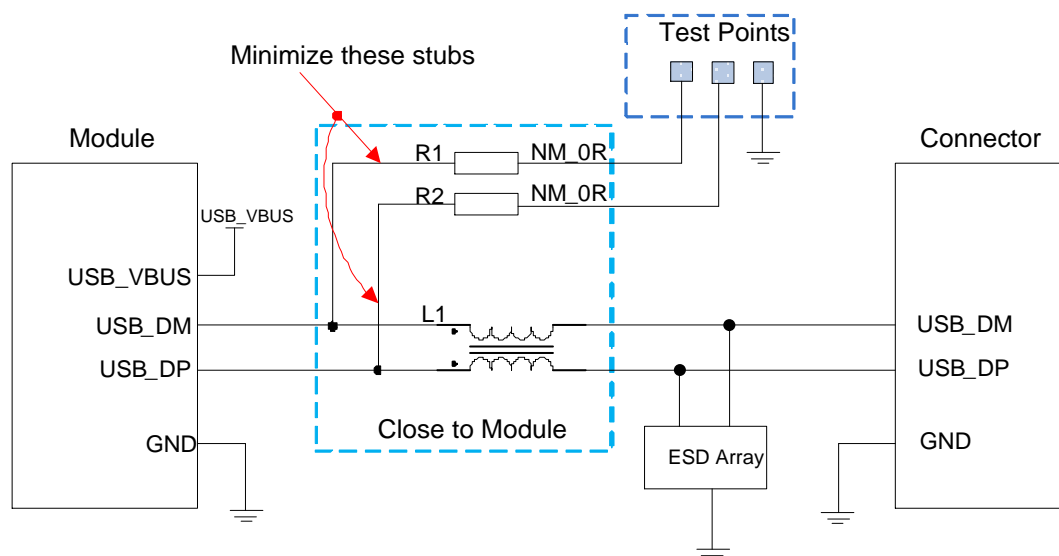 Test Points
Minimize these stubs
Module
Connector
R1
NM_0R
R2
NM_0R
USB_VBUS
USB_VBUS
USB_DM
L1
USB_DM
USB_DP
USB_DP
Close to Module
GND
GND
ESD Array